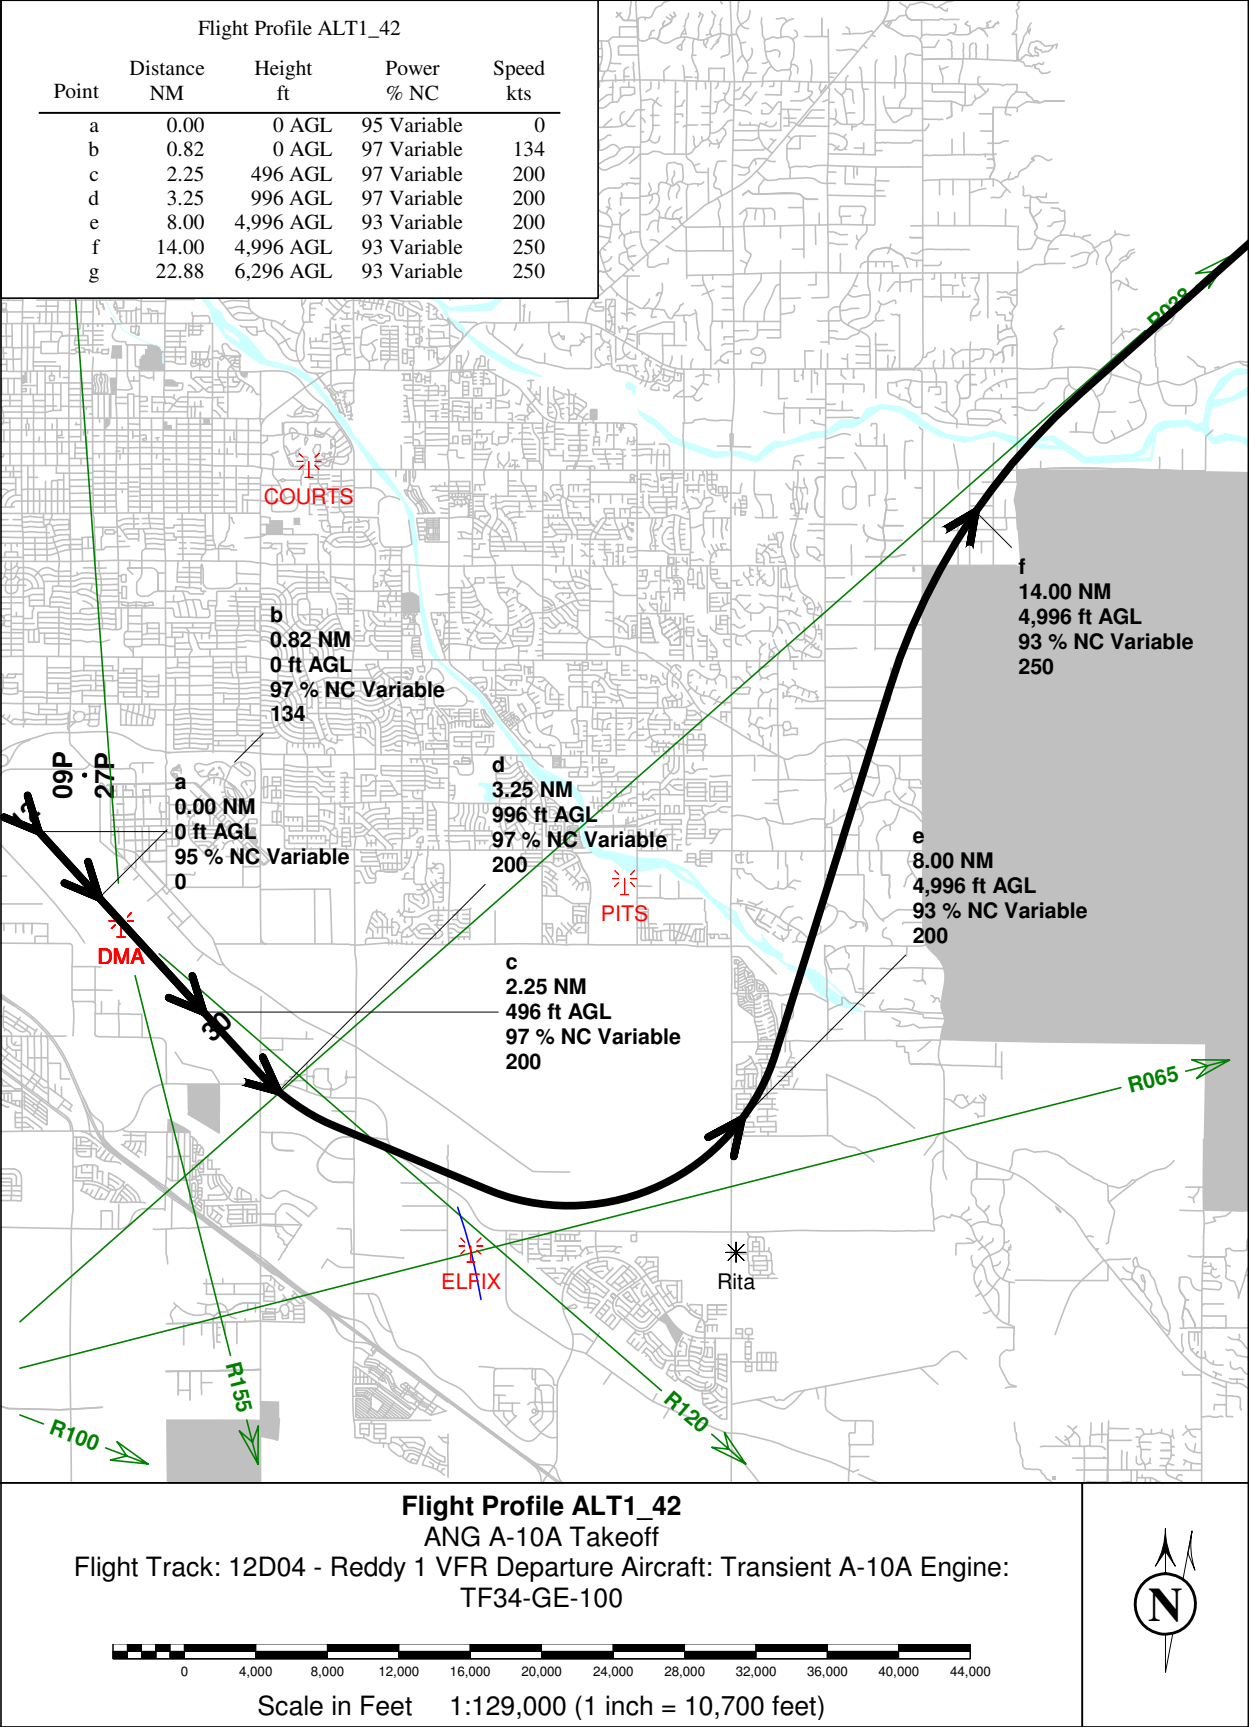 Flight Profile ALT1_42
Point Distance NM Height ft Power % NC Speed kts
a 0.00 0 AGL 95 Variable 0
b 0.82 0 AGL 97 Variable 134
c 2.25 496 AGL 97 Variable 200
d 3.25 996 AGL 97 Variable 200
e 8.00 4,996 AGL 93 Variable 200
f 14.00 4,996 AGL 93 Variable 250
g 22.88 6,296 AGL 93 Variable 250
COURTS
f
14.00 NM
4,996 ft AGL
93 % NC Variable
250
b
0.82 NM
0 ft AGL
97 % NC Variable
134
09P
27P
a
0.00 NM
0 ft AGL
95 % NC Variable
0
d
3.25 NM
996 ft AGL
97 % NC Variable
200
e
8.00 NM
4,996 ft AGL
93 % NC Variable
200
PITS
DMA
c
2.25 NM
496 ft AGL
97 % NC Variable
200
30
R065
ELFIX
Rita
R155
R120
R100
Flight Profile ALT1_42
ANG A-10A Takeoff
Flight Track: 12D04 - Reddy 1 VFR Departure Aircraft: Transient A-10A Engine:
TF34-GE-100
0 4,000 8,000 12,000 16,000 20,000 24,000 28,000 32,000 36,000 40,000 44,000
Scale in Feet 1:129,000 (1 inch = 10,700 feet)
N